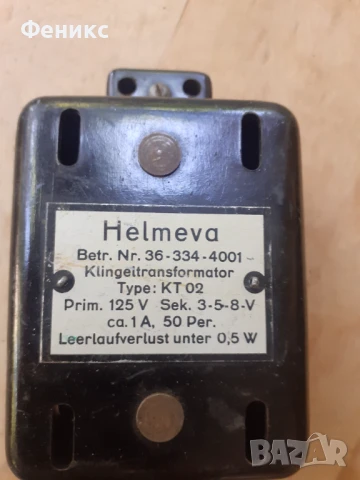 Феникс
Helmeva
Betr. Nr. 36-334-4001
Klingeltransformator
Type: KT 02
Prim. 125 V Sek. 3-5-8-V
ca. 1 A, 50 Per.
Leerlaufverlust unter 0,5 W
BAZAR